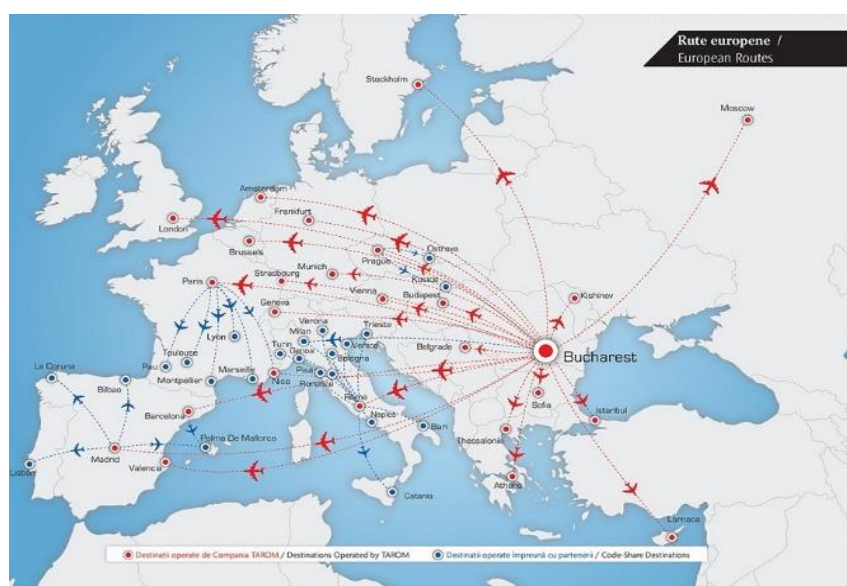 Rute europene /
European Routes
Stockholm
Moscow
Amsterdam
Frankfurt
London
Brussels
Prague
Ostrava
Munich
Kosice
Paris
Strasbourg
Vienna
Budapest
Kishinev
Geneva
Verona
Trieste
Lyon
Milan
Turin
Venice
Belgrade
Bucharest
Genoa
Bologna
Toulouse
Pau
Pisa
La Coruna
Montpellier
Marseille
Nice
Florence
Bilbao
Rome
Sofia
Barcelona
Naples
Istanbul
Bari
Thessalonic
Palma De Mallorca
Madrid
Valencia
Lisbon
Athens
Catania
Larnaca
Destinatii operate de Compania TAROM / Destinations Operated by TAROM
Destinatii operate împreună cu partenerii / Code-Share Destinations